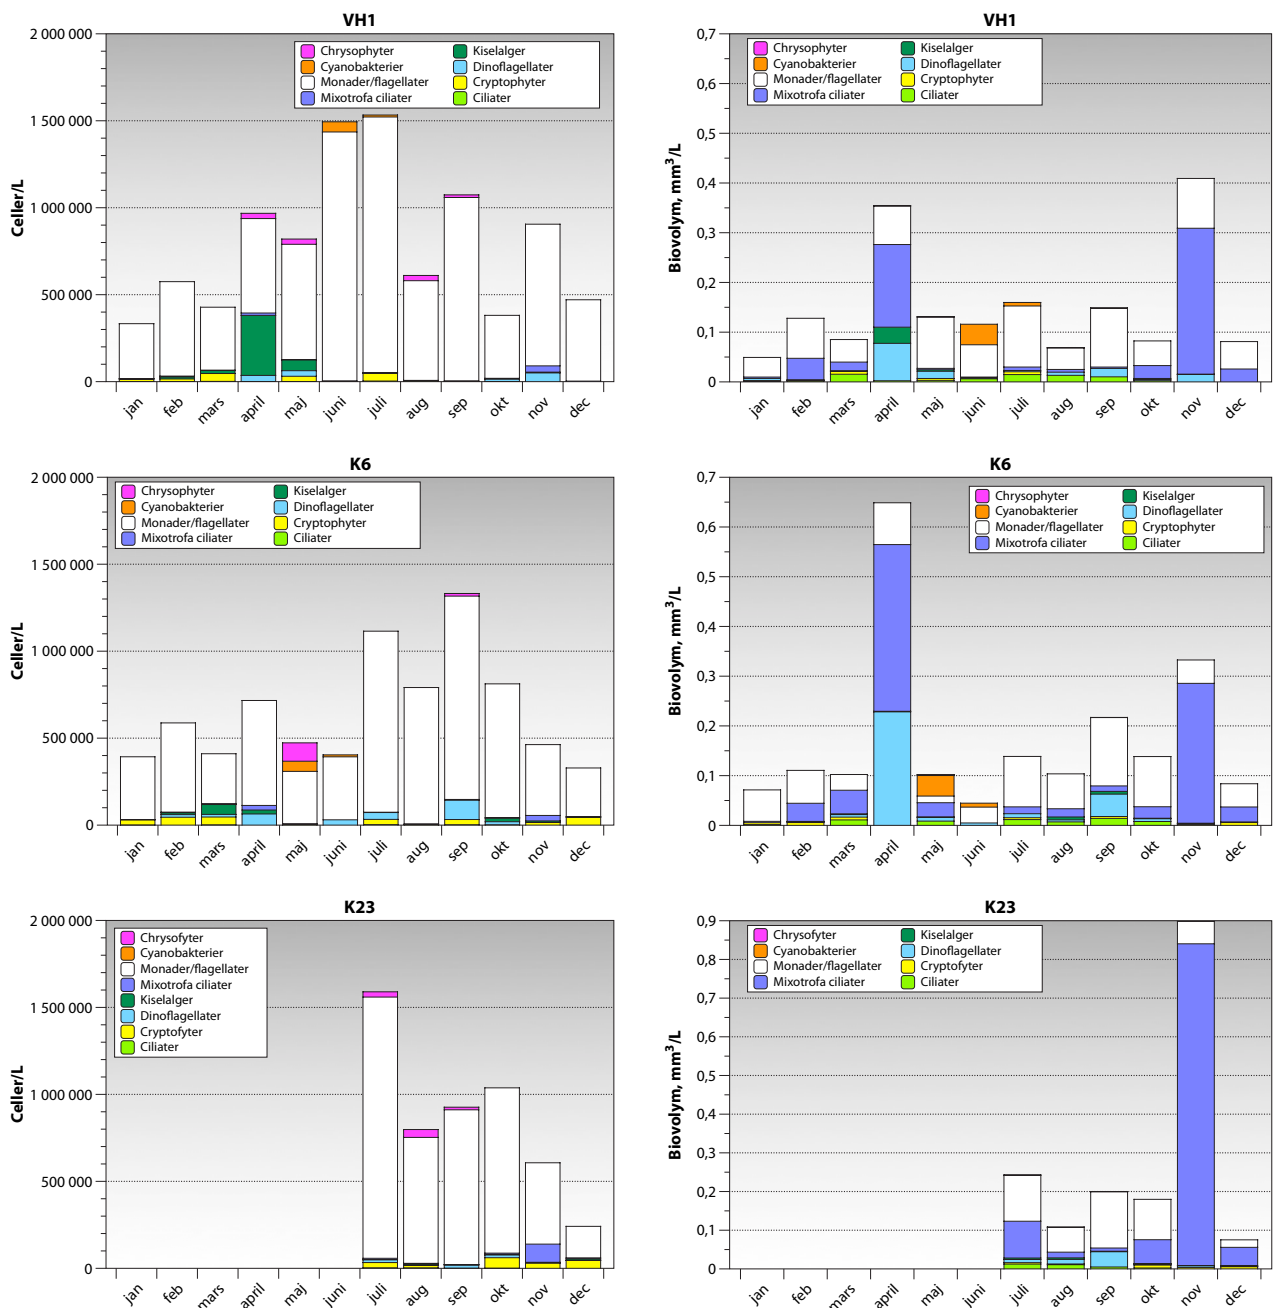 VH1
2 000 000
1 500 000
1 000 000
500 000
0
Celler/L
Chrysophyter
Cyanobakterier
Monader/flagellater
Mixotrofa ciliater
Kiselalger
Dinoflagellater
Cryptophyter
Ciliater
jan
feb
mars
april
maj
juni
juli
aug
sep
okt
nov
dec
VH1
0,7
0,6
0,5
0,4
0,3
0,2
0,1
0
Biovolym, mm³/L
Chrysophyter
Cyanobakterier
Monader/flagellater
Mixotrofa ciliater
Kiselalger
Dinoflagellater
Cryptophyter
Ciliater
jan
feb
mars
april
maj
juni
juli
aug
sep
okt
nov
dec
K6
2 000 000
1 500 000
1 000 000
500 000
0
Celler/L
Chrysophyter
Cyanobakterier
Monader/flagellater
Mixotrofa ciliater
Kiselalger
Dinoflagellater
Cryptophyter
Ciliater
jan
feb
mars
april
maj
juni
juli
aug
sep
okt
nov
dec
K6
0,7
0,6
0,5
0,4
0,3
0,2
0,1
0
Biovolym, mm³/L
Chrysophyter
Cyanobakterier
Monader/flagellater
Mixotrofa ciliater
Kiselalger
Dinoflagellater
Cryptophyter
Ciliater
jan
feb
mars
april
maj
juni
juli
aug
sep
okt
nov
dec
K23
2 000 000
1 500 000
1 000 000
500 000
0
Celler/L
Chrysofyter
Cyanobakterier
Monader/flagellater
Mixotrofa ciliater
Kiselalger
Dinoflagellater
Cryptofyter
Ciliater
jan
feb
mars
april
maj
juni
juli
aug
sep
okt
nov
dec
K23
0,9
0,8
0,7
0,6
0,5
0,4
0,3
0,2
0,1
0
Biovolym, mm³/L
Chrysofyter
Cyanobakterier
Monader/flagellater
Mixotrofa ciliater
Kiselalger
Dinoflagellater
Cryptofyter
Ciliater
jan
feb
mars
april
maj
juni
juli
aug
sep
okt
nov
dec